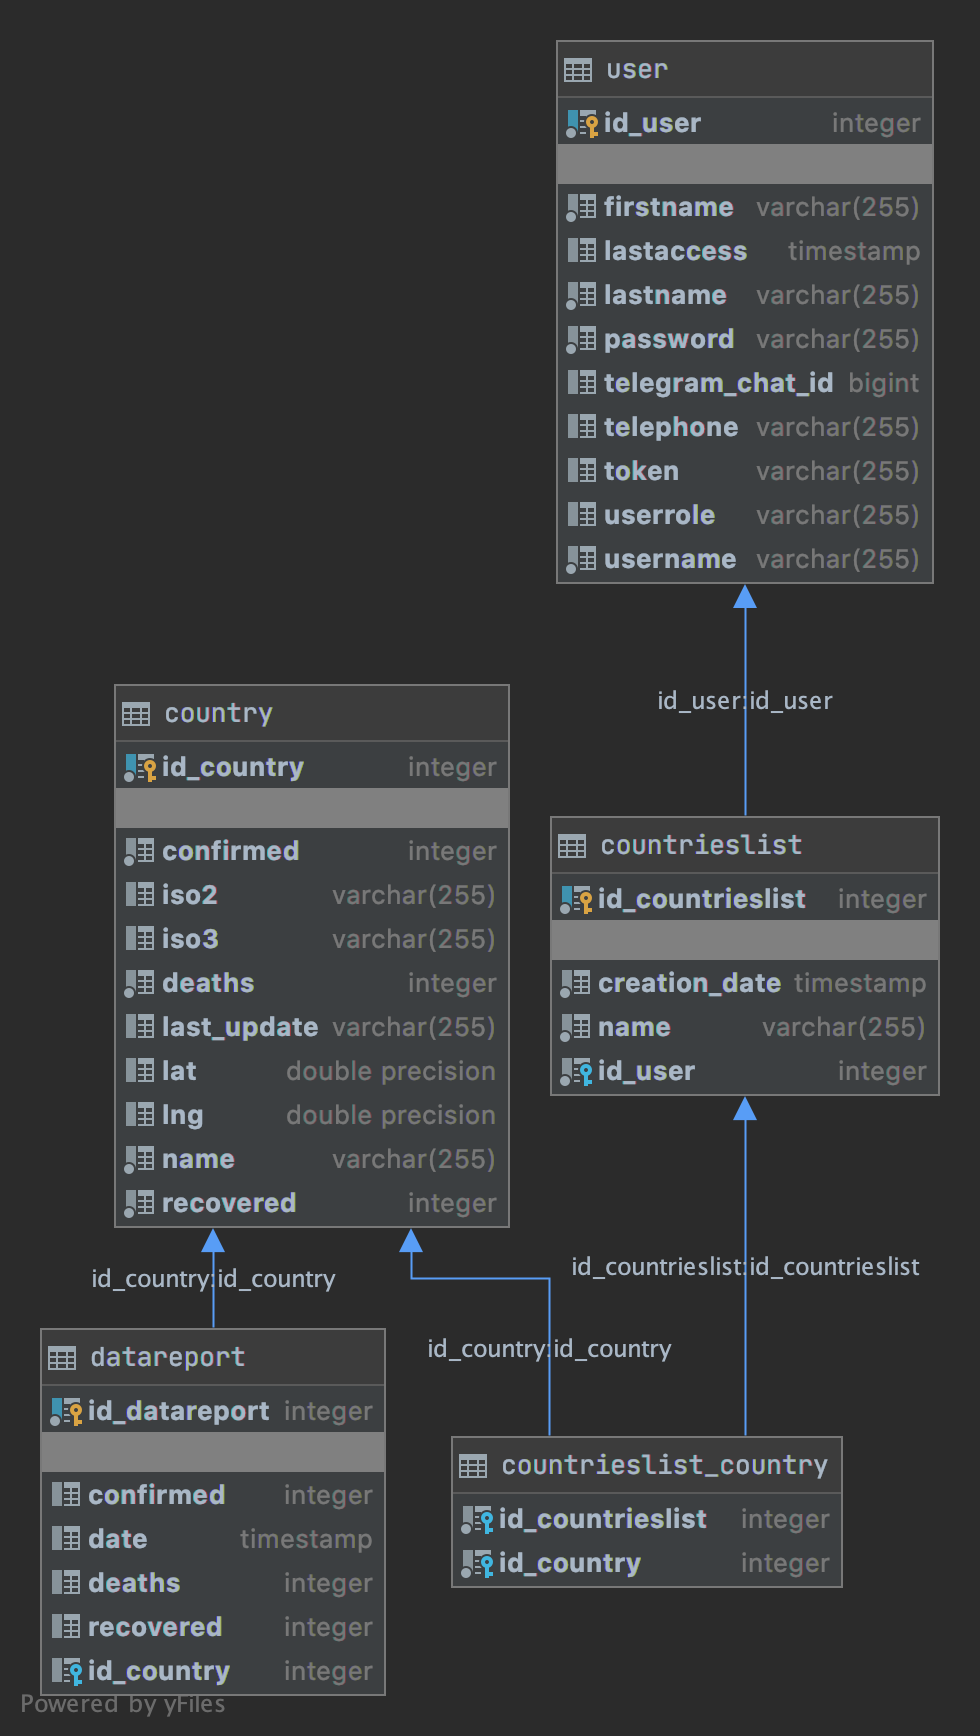 user
id_user integer
firstname varchar(255)
lastaccess timestamp
lastname varchar(255)
password varchar(255)
telegram_chat_id bigint
telephone varchar(255)
token varchar(255)
userrole varchar(255)
username varchar(255)
id_user:id_user
country
id_country integer
confirmed integer
iso2 varchar(255)
iso3 varchar(255)
deaths integer
last_update varchar(255)
lat double precision
lng double precision
name varchar(255)
recovered integer
countrieslist
id_countrieslist integer
creation_date timestamp
name varchar(255)
id_user integer
id_country:id_country
id_countrieslist:id_countrieslist
id_country:id_country
datareport
id_datareport integer
confirmed integer
date timestamp
deaths integer
recovered integer
id_country integer
countrieslist_country
id_countrieslist integer
id_country integer
Powered by yFiles